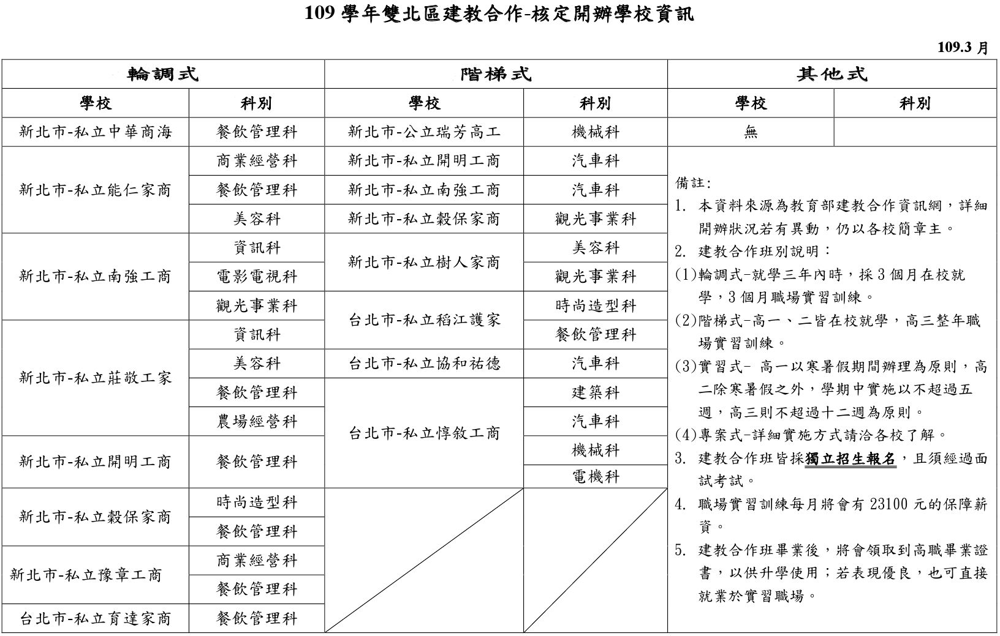 109 學年雙北區建教合作-核定開辦學校資訊
109.3 月
輪調式 階梯式 其他式
學校 科別 學校 科別 學校 科別
新北市-私立中華商海 餐飲管理科 新北市-公立瑞芳高工 機械科 無
新北市-私立能仁家商
商業經營科
餐飲管理科
美容科
新北市-私立南強工商
資訊科
電影電視科
觀光事業科
新北市-私立莊敬工家
資訊科
美容科
餐飲管理科
農場經營科
新北市-私立開明工商 餐飲管理科
新北市-私立穀保家商
時尚造型科
餐飲管理科
新北市-私立豫章工商
商業經營科
餐飲管理科
台北市-私立育達家商 餐飲管理科
新北市-私立開明工商 汽車科
新北市-私立南強工商 汽車科
新北市-私立穀保家商 觀光事業科
新北市-私立樹人家商
美容科
觀光事業科
台北市-私立稻江護家
時尚造型科
餐飲管理科
台北市-私立協和祐德 汽車科
台北市-私立惇敘工商
建築科
汽車科
機械科
電機科
備註:
1. 本資料來源為教育部建教合作資訊網，詳細
開辦狀況若有異動，仍以各校簡章主。
2. 建教合作班別說明：
(1)輪調式-就學三年內時，採 3 個月在校就
學，3 個月職場實習訓練。
(2)階梯式-高一、二皆在校就學，高三整年職
場實習訓練。
(3)實習式- 高一以寒暑假期間辦理為原則，高
二除寒暑假之外，學期中實施以不超過五
週，高三則不超過十二週為原則。
(4)專案式-詳細實施方式請洽各校了解。
3. 建教合作班皆採獨立招生報名，且須經過面
試考試。
4. 職場實習訓練每月將會有 23100 元的保障薪
資。
5. 建教合作班畢業後，將會領取到高職畢業證
書，以供升學使用；若表現優良，也可直接
就業於實習職場。